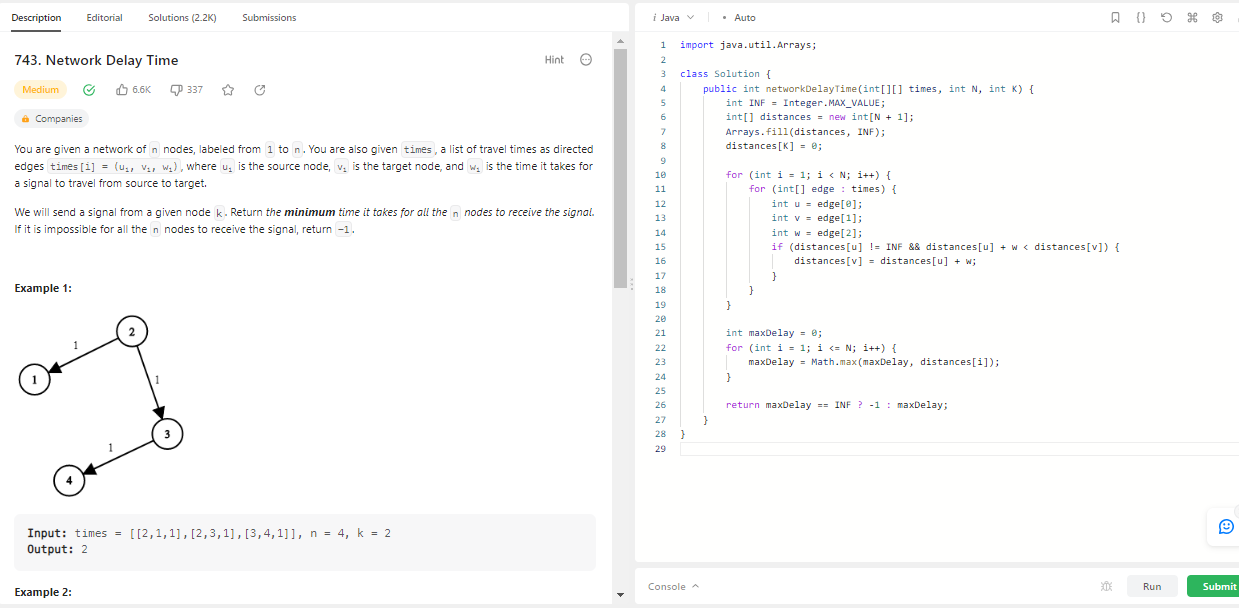 Description Editorial Solutions (2.2K) Submissions
743. Network Delay Time
Hint
Medium 6.6K 337
Companies
You are given a network of n nodes, labeled from 1 to n. You are also given times, a list of travel times as directed
edges times[i] = (uᵢ, vᵢ, wᵢ), where uᵢ is the source node, vᵢ is the target node, and wᵢ is the time it takes for
a signal to travel from source to target.
We will send a signal from a given node k. Return the minimum time it takes for all the n nodes to receive the signal.
If it is impossible for all the n nodes to receive the signal, return -1.
Example 1:
2
1
1
1
3
1
4
Input: times = [[2,1,1],[2,3,1],[3,4,1]], n = 4, k = 2
Output: 2
Example 2:
i Java • Auto
1 import java.util.Arrays;
2
3 class Solution {
4 public int networkDelayTime(int[][] times, int N, int K) {
5 int INF = Integer.MAX_VALUE;
6 int[] distances = new int[N + 1];
7 Arrays.fill(distances, INF);
8 distances[K] = 0;
9
10 for (int i = 1; i < N; i++) {
11 for (int[] edge : times) {
12 int u = edge[0];
13 int v = edge[1];
14 int w = edge[2];
15 if (distances[u] != INF && distances[u] + w < distances[v]) {
16 distances[v] = distances[u] + w;
17 }
18 }
19 }
20
21 int maxDelay = 0;
22 for (int i = 1; i <= N; i++) {
23 maxDelay = Math.max(maxDelay, distances[i]);
24 }
25
26 return maxDelay == INF ? -1 : maxDelay;
27 }
28 }
29
Console Run Submit